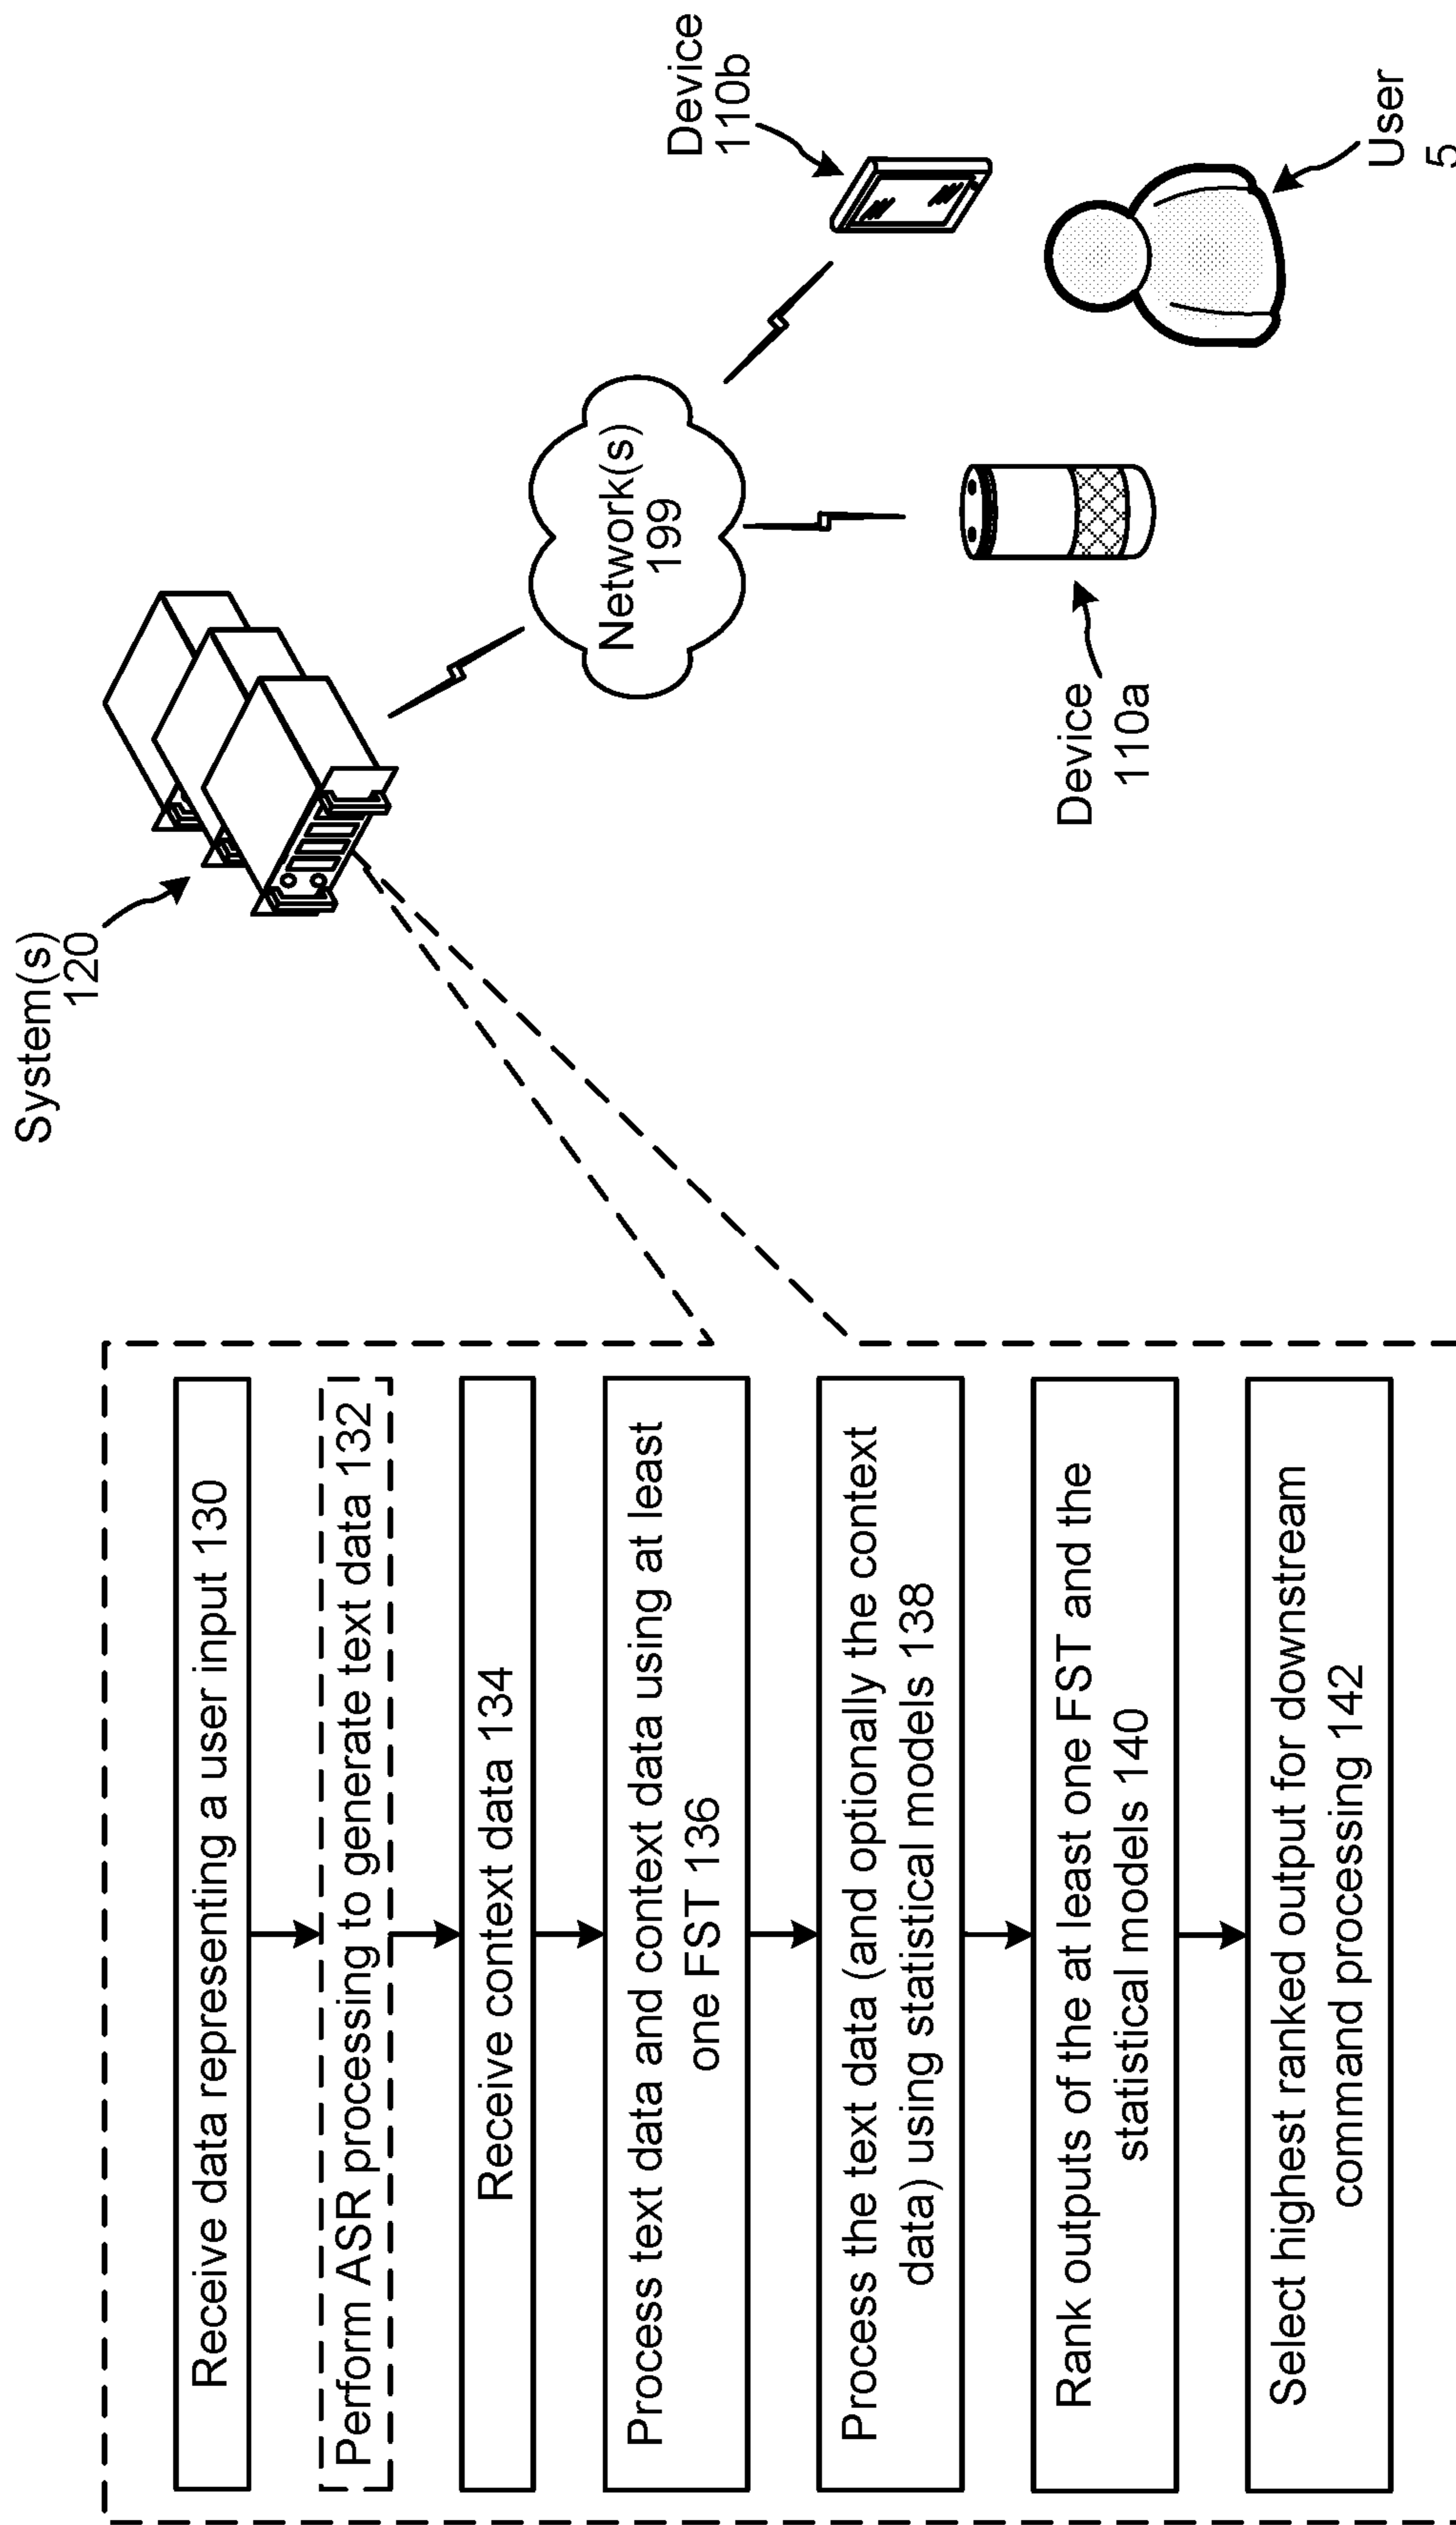 System(s)
120
Receive data representing a user input 130
Perform ASR processing to generate text data 132
Receive context data 134
Process text data and context data using at least
one FST 136
Process the text data (and optionally the context
data) using statistical models 138
Rank outputs of the at least one FST and the
statistical models 140
Select highest ranked output for downstream
command processing 142
Network(s)
199
Device
110a
Device
110b
User
5